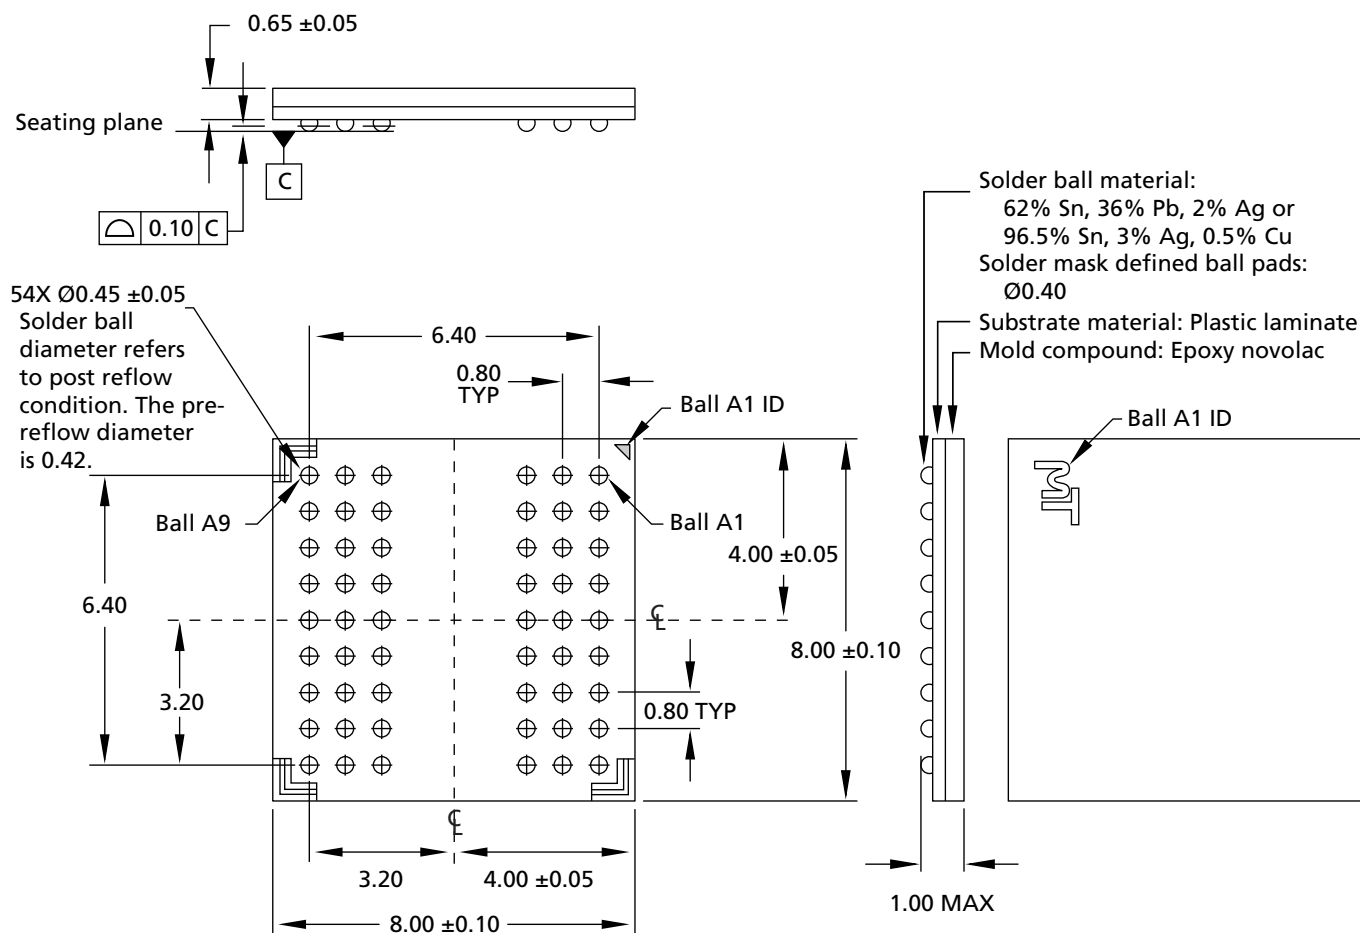 0.65 ±0.05
Seating plane
C
0.10 C
Solder ball material:
62% Sn, 36% Pb, 2% Ag or
96.5% Sn, 3% Ag, 0.5% Cu
Solder mask defined ball pads:
Ø0.40
Substrate material: Plastic laminate
Mold compound: Epoxy novolac
54X Ø0.45 ±0.05
Solder ball
diameter refers
to post reflow
condition. The pre-
reflow diameter
is 0.42.
6.40
0.80
TYP
Ball A1 ID
Ball A1 ID
Ball A9
Ball A1
4.00 ±0.05
6.40
8.00 ±0.10
3.20
0.80 TYP
3.20
4.00 ±0.05
8.00 ±0.10
1.00 MAX